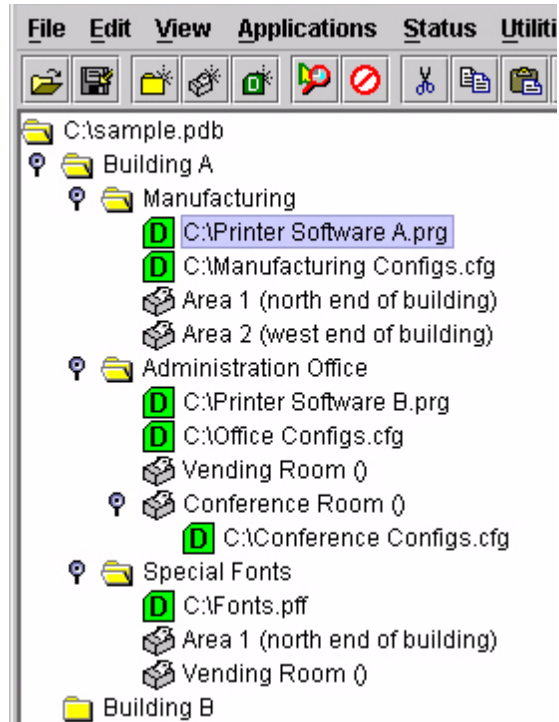 File Edit View Applications Status Utiliti
C:\sample.pdb
Building A
Manufacturing
D C:\Printer Software A.prg
D C:\Manufacturing Configs.cfg
Area 1 (north end of building)
Area 2 (west end of building)
Administration Office
D C:\Printer Software B.prg
D C:\Office Configs.cfg
Vending Room ()
Conference Room ()
D C:\Conference Configs.cfg
Special Fonts
D C:\Fonts.pff
Area 1 (north end of building)
Vending Room ()
Building B